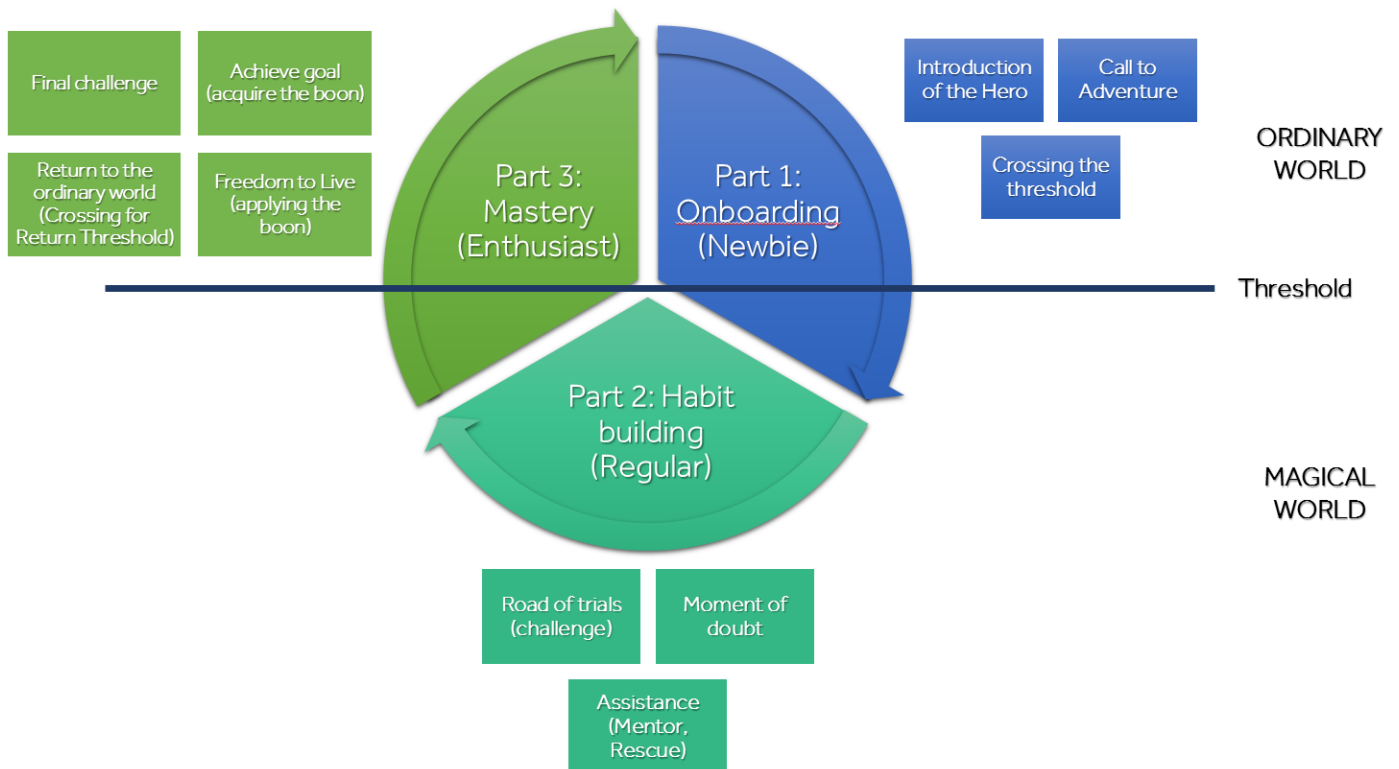 Final challenge
Achieve goal
(acquire the boon)
Return to the
ordinary world
(Crossing for
Return Threshold)
Freedom to Live
(applying the
boon)
Part 3:
Mastery
(Enthusiast)
Part 1:
Onboarding
(Newbie)
Introduction
of the Hero
Call to
Adventure
Crossing the
threshold
ORDINARY
WORLD
Threshold
Part 2: Habit
building
(Regular)
MAGICAL
WORLD
Road of trials
(challenge)
Moment of
doubt
Assistance
(Mentor,
Rescue)